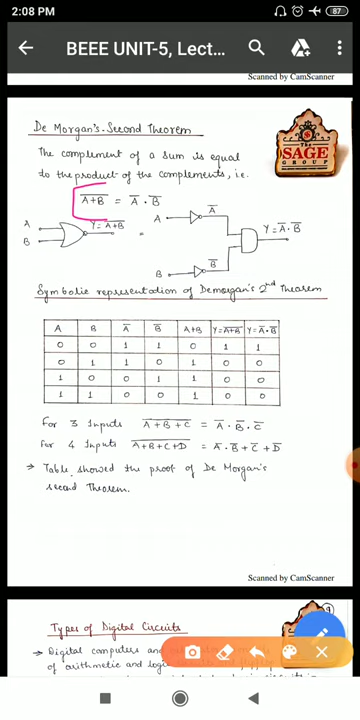 2:08 PM
87
BEEE UNIT-5, Lect...
Scanned by CamScanner
De Morgan's Second Theorem
The complement of a sum is equal
to the product of the complements, i.e.
A̅+̅B̅ = A̅ . B̅
A
B
Y = A̅+̅B̅
=
A
A̅
B
B̅
Y = A̅ . B̅
The
SAGE
GROUP
Symbolic representation of Demorgan's 2nd Theorem
A B A̅ B̅ A+B Y=A̅+̅B̅ Y=A̅.B̅
0 0 1 1 0 1 1
0 1 1 0 1 0 0
1 0 0 1 1 0 0
1 1 0 0 1 0 0
For 3 Inputs A̅+̅B̅+̅C̅ = A̅ . B̅ . C̅
For 4 Inputs A̅+̅B̅+̅C̅+̅D̅ = A̅ . B̅ + C̅ + D̅
→ Table showed the proof of De Morgan's
second Theorem.
Scanned by CamScanner
Types of Digital Circuits
→ Digital computers and
of arithmetic and logic